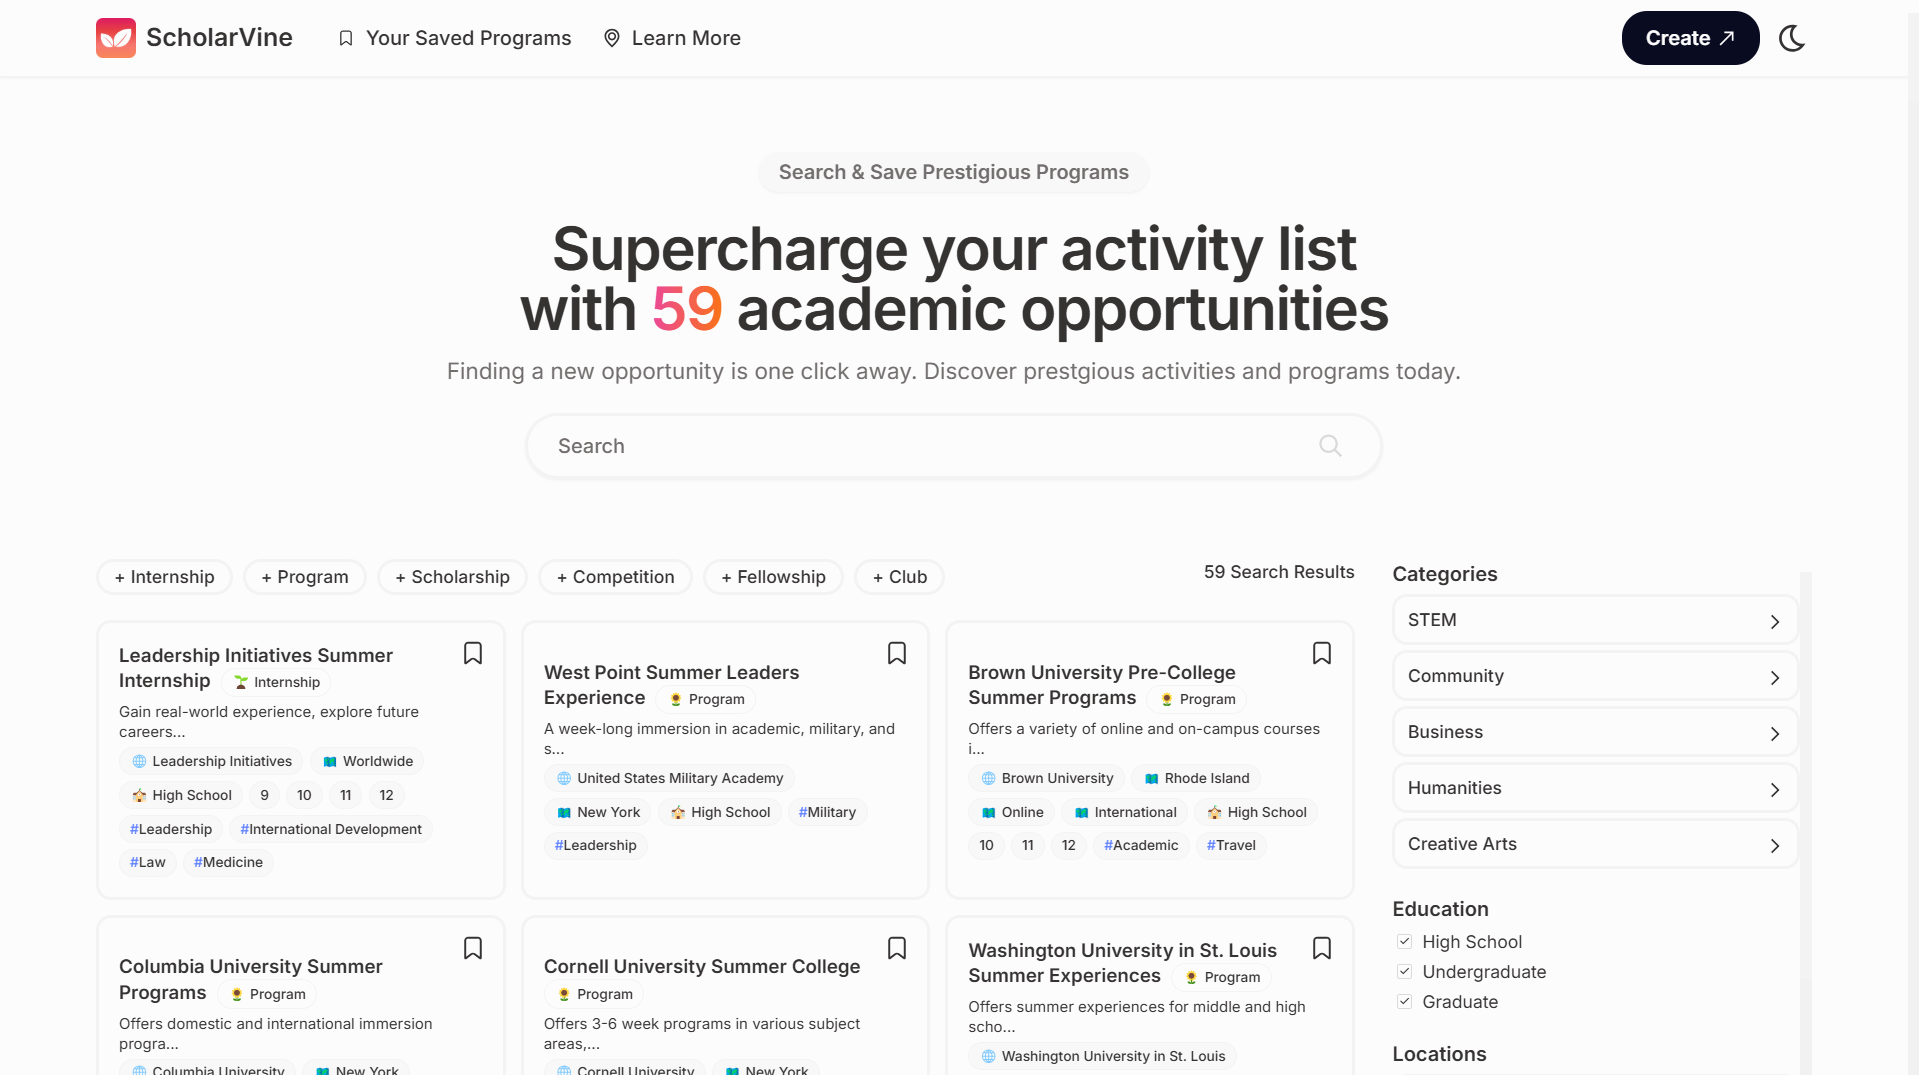 ScholarVine
Your Saved Programs
Learn More
Create
Search & Save Prestigious Programs
Supercharge your activity list
with 59 academic opportunities
Finding a new opportunity is one click away. Discover prestgious activities and programs today.
Search
+ Internship
+ Program
+ Scholarship
+ Competition
+ Fellowship
+ Club
59 Search Results
Leadership Initiatives Summer
Internship Internship
Gain real-world experience, explore future
careers...
Leadership Initiatives Worldwide
High School 9 10 11 12
#Leadership #International Development
#Law #Medicine
West Point Summer Leaders
Experience Program
A week-long immersion in academic, military, and
s...
United States Military Academy
New York High School #Military
#Leadership
Brown University Pre-College
Summer Programs Program
Offers a variety of online and on-campus courses
i...
Brown University Rhode Island
Online International High School
10 11 12 #Academic #Travel
Columbia University Summer
Programs Program
Offers domestic and international immersion
progra...
Columbia University New York
Cornell University Summer College
Program
Offers 3-6 week programs in various subject
areas,...
Cornell University New York
Washington University in St. Louis
Summer Experiences Program
Offers summer experiences for middle and high
scho...
Washington University in St. Louis
Categories
STEM
Community
Business
Humanities
Creative Arts
Education
High School
Undergraduate
Graduate
Locations